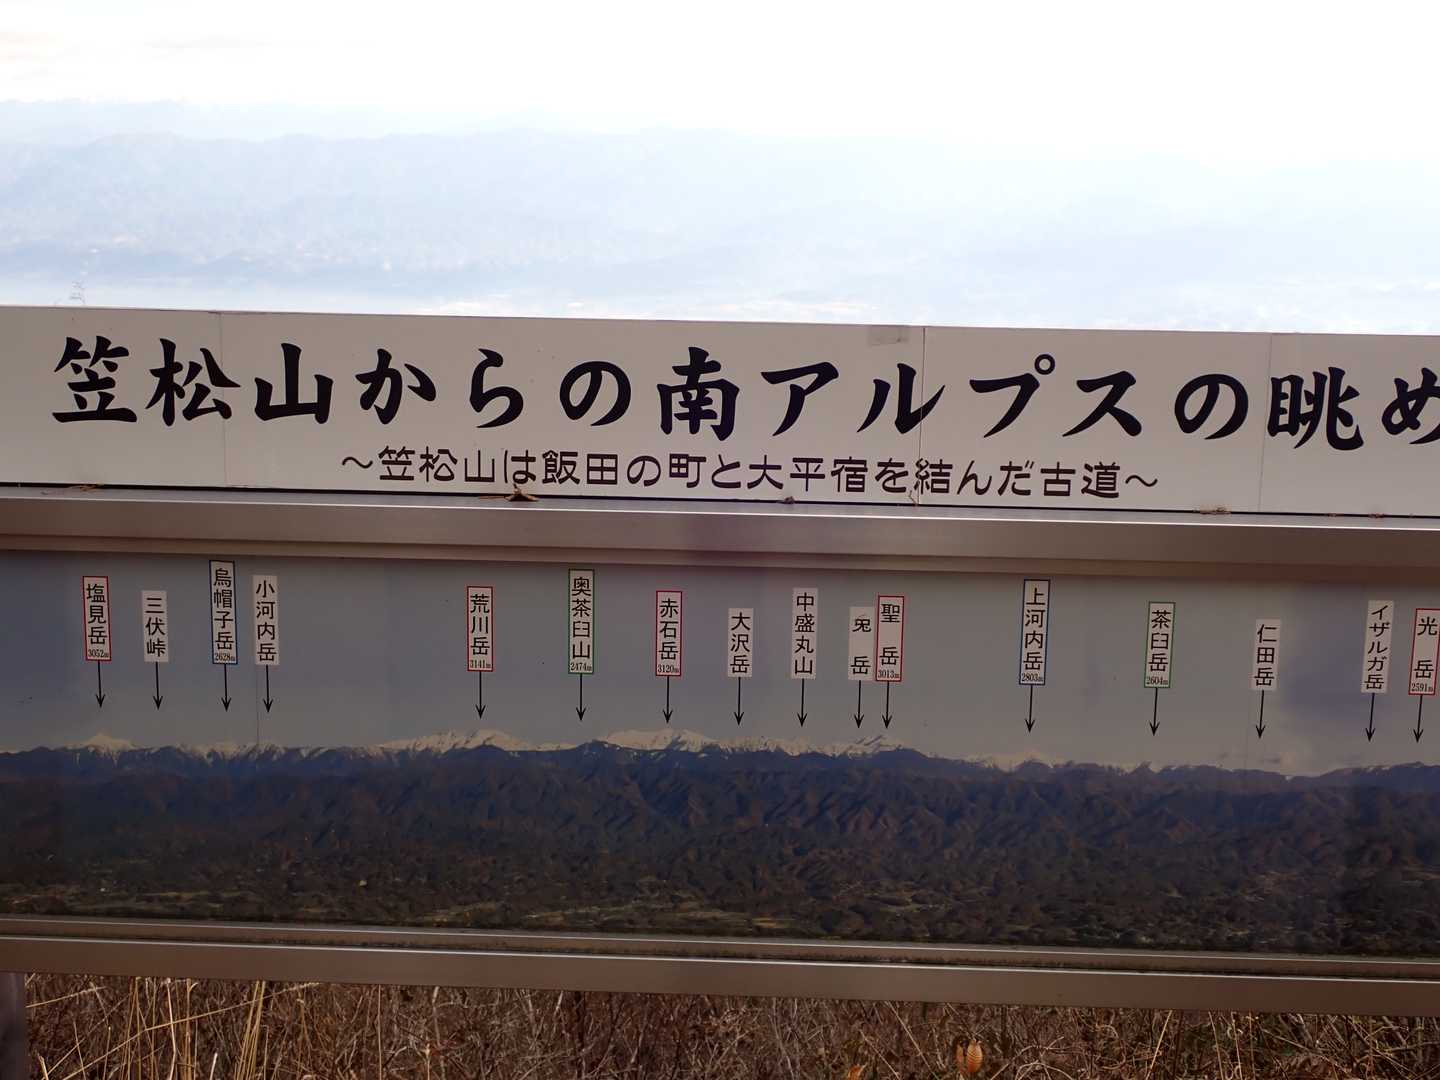 笠松山からの南アルプスの眺め
～笠松山は飯田の町と大平宿を結んだ古道～
塩見岳
3052m
三伏峠
烏帽子岳
2628m
小河内岳
荒川岳
3141m
奥茶臼山
2474m
赤石岳
3120m
大沢岳
中盛丸山
兎岳
聖岳
3013m
上河内岳
2803m
茶臼岳
2604m
仁田岳
イザルガ岳
光岳
2591m